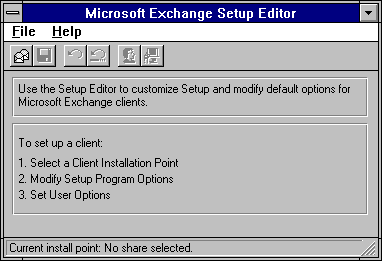 Microsoft Exchange Setup Editor
File Help
Use the Setup Editor to customize Setup and modify default options for
Microsoft Exchange clients.
To set up a client:
1. Select a Client Installation Point
2. Modify Setup Program Options
3. Set User Options
Current install point: No share selected.